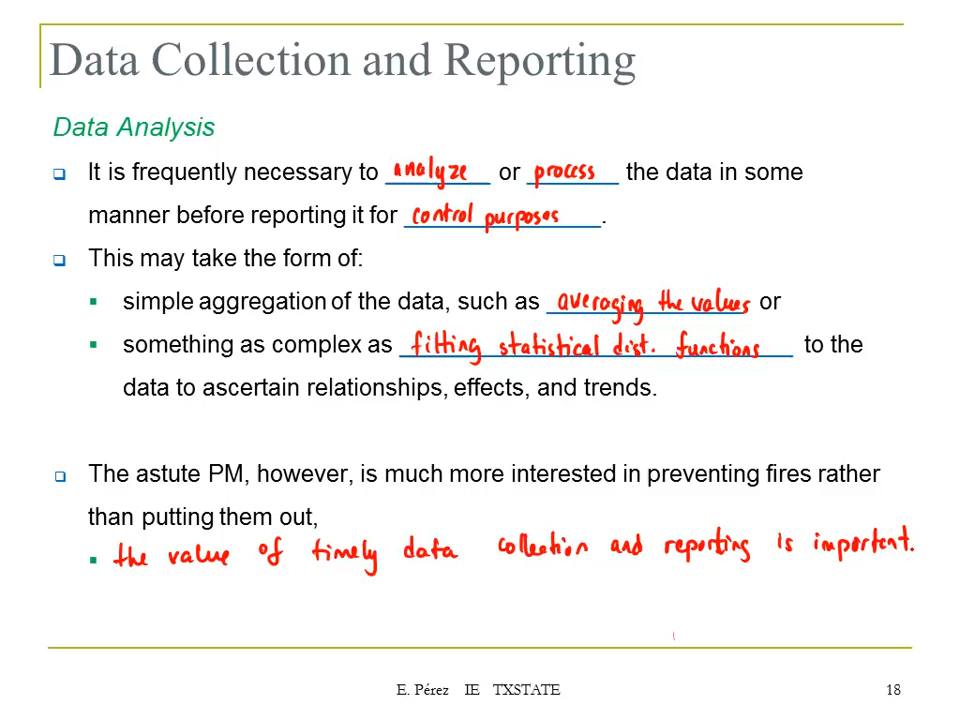 Data Collection and Reporting
Data Analysis
It is frequently necessary to analyze or process the data in some
manner before reporting it for control purposes.
This may take the form of:
simple aggregation of the data, such as averaging the values or
something as complex as fitting statistical dist. functions to the
data to ascertain relationships, effects, and trends.
The astute PM, however, is much more interested in preventing fires rather
than putting them out,
the value of timely data collection and reporting is important.
E. Pérez IE TXSTATE 18